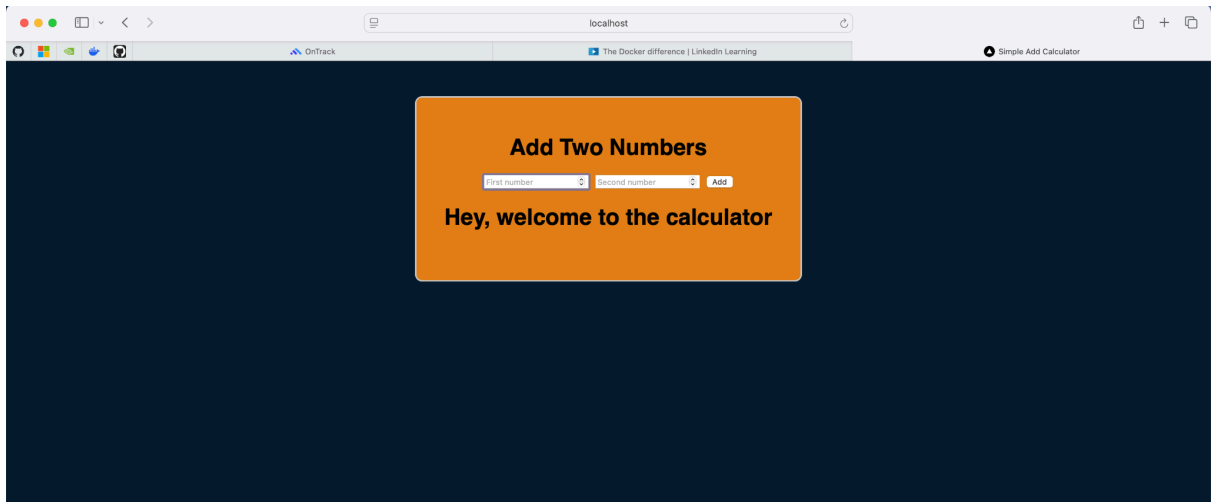 localhost
OnTrack
The Docker difference | LinkedIn Learning
Simple Add Calculator
Add Two Numbers
First number Second number Add
Hey, welcome to the calculator